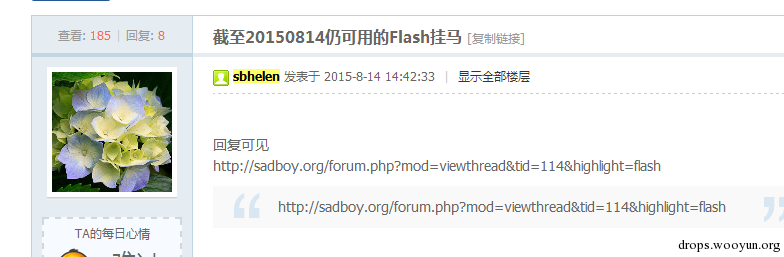 查看: 185 | 回复: 8
截至20150814仍可用的Flash挂马 [复制链接]
sbhelen 发表于 2015-8-14 14:42:33 | 显示全部楼层
回复可见
http://sadboy.org/forum.php?mod=viewthread&tid=114&highlight=flash
http://sadboy.org/forum.php?mod=viewthread&tid=114&highlight=flash
TA的每日心情
drops.wooyun.org